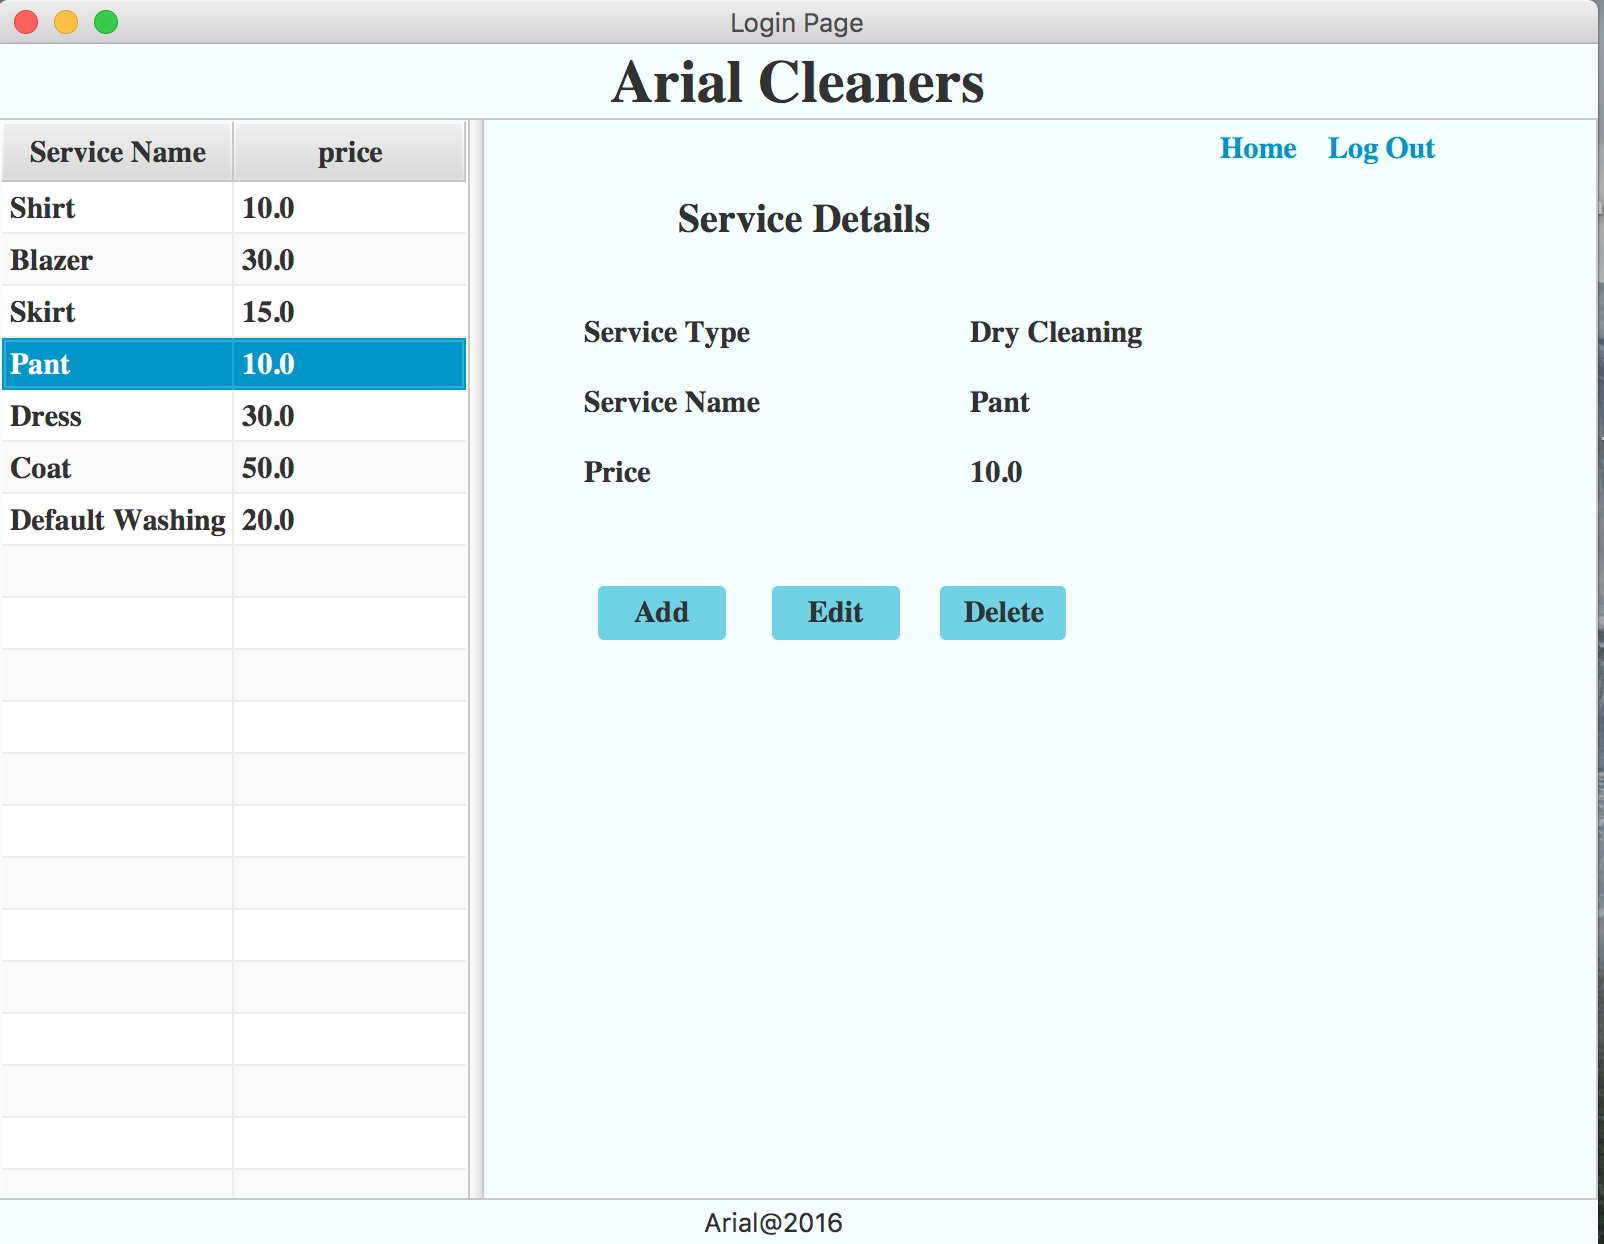 Login Page
Arial Cleaners
Service Name price
Shirt 10.0
Blazer 30.0
Skirt 15.0
Pant 10.0
Dress 30.0
Coat 50.0
Default Washing 20.0
Home Log Out
Service Details
Service Type Dry Cleaning
Service Name Pant
Price 10.0
Add Edit Delete
Arial@2016